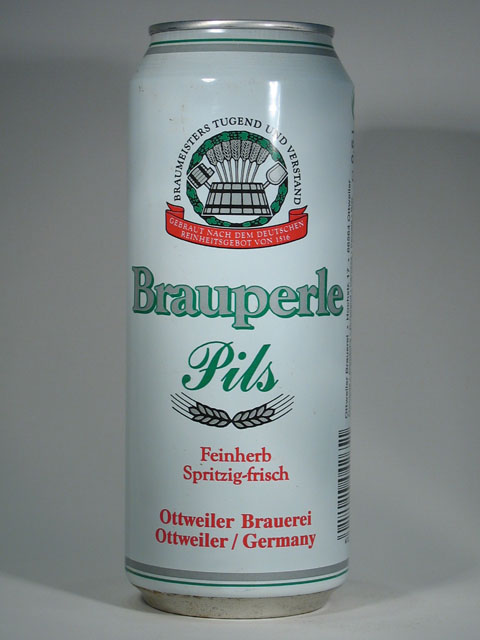 BRAUMEISTERS TUGEND UND VERSTAND
GEBRAUT NACH DEM DEUTSCHEN
REINHEITSGEBOT VON 1516
Brauperle
Pils
Feinherb
Spritzig-frisch
Ottweiler Brauerei
Ottweiler / Germany